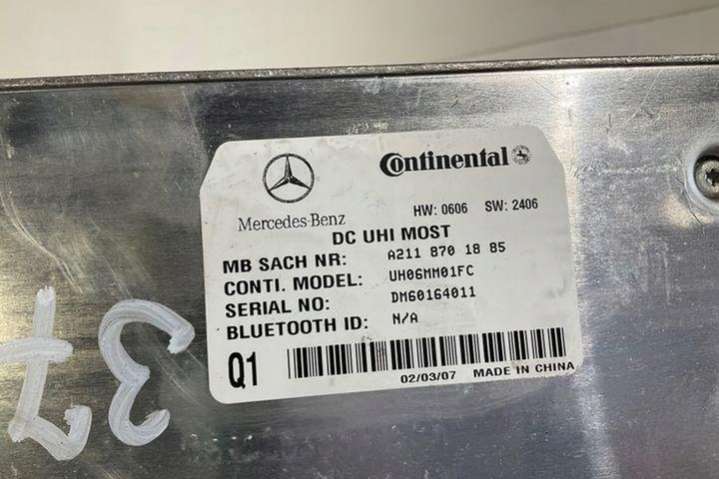 Mercedes-Benz
Continental
HW: 0606 SW: 2406
DC UHI MOST
MB SACH NR: A211 870 18 85
CONTI. MODEL: UH06MM01FC
SERIAL NO: DM60164011
BLUETOOTH ID: N/A
Q1
02/03/07 MADE IN CHINA
37